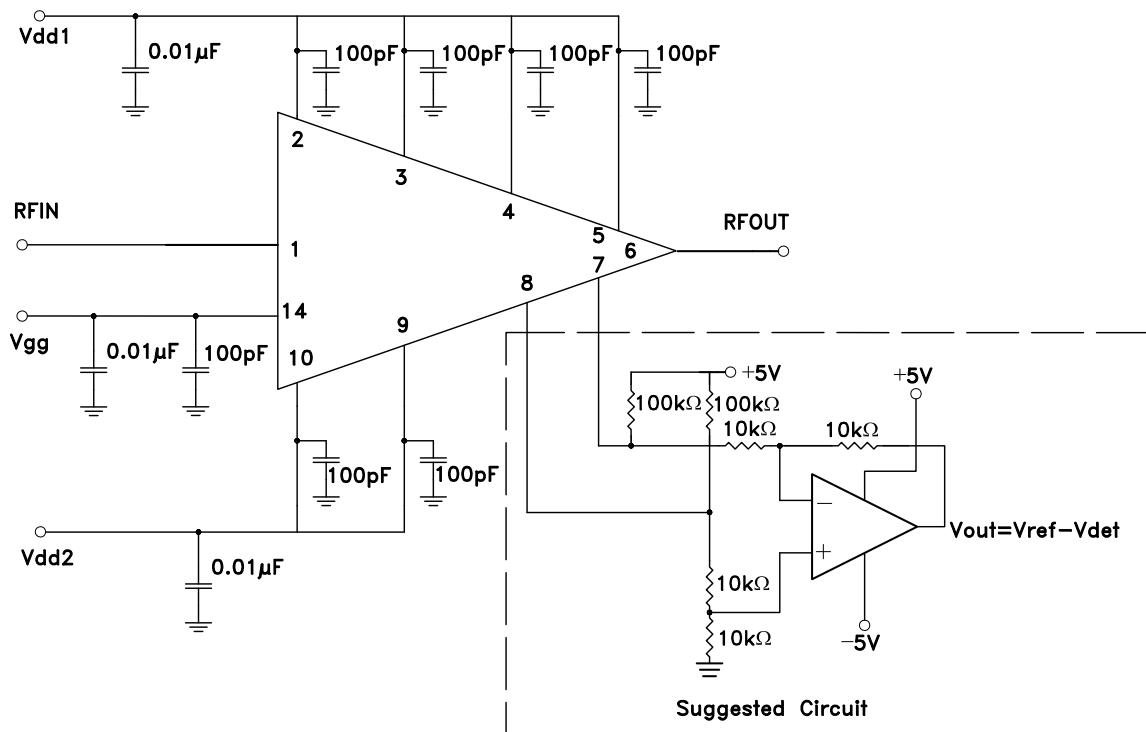 Vdd1
0.01µF
100pF
100pF
100pF
100pF
2
3
4
5
6
RFIN
1
RFOUT
7
8
14
Vgg
0.01µF
100pF
9
10
+5V
+5V
100kΩ
100kΩ
10kΩ
10kΩ
100pF
100pF
−
+
Vout=Vref−Vdet
Vdd2
0.01µF
10kΩ
10kΩ
−5V
Suggested Circuit